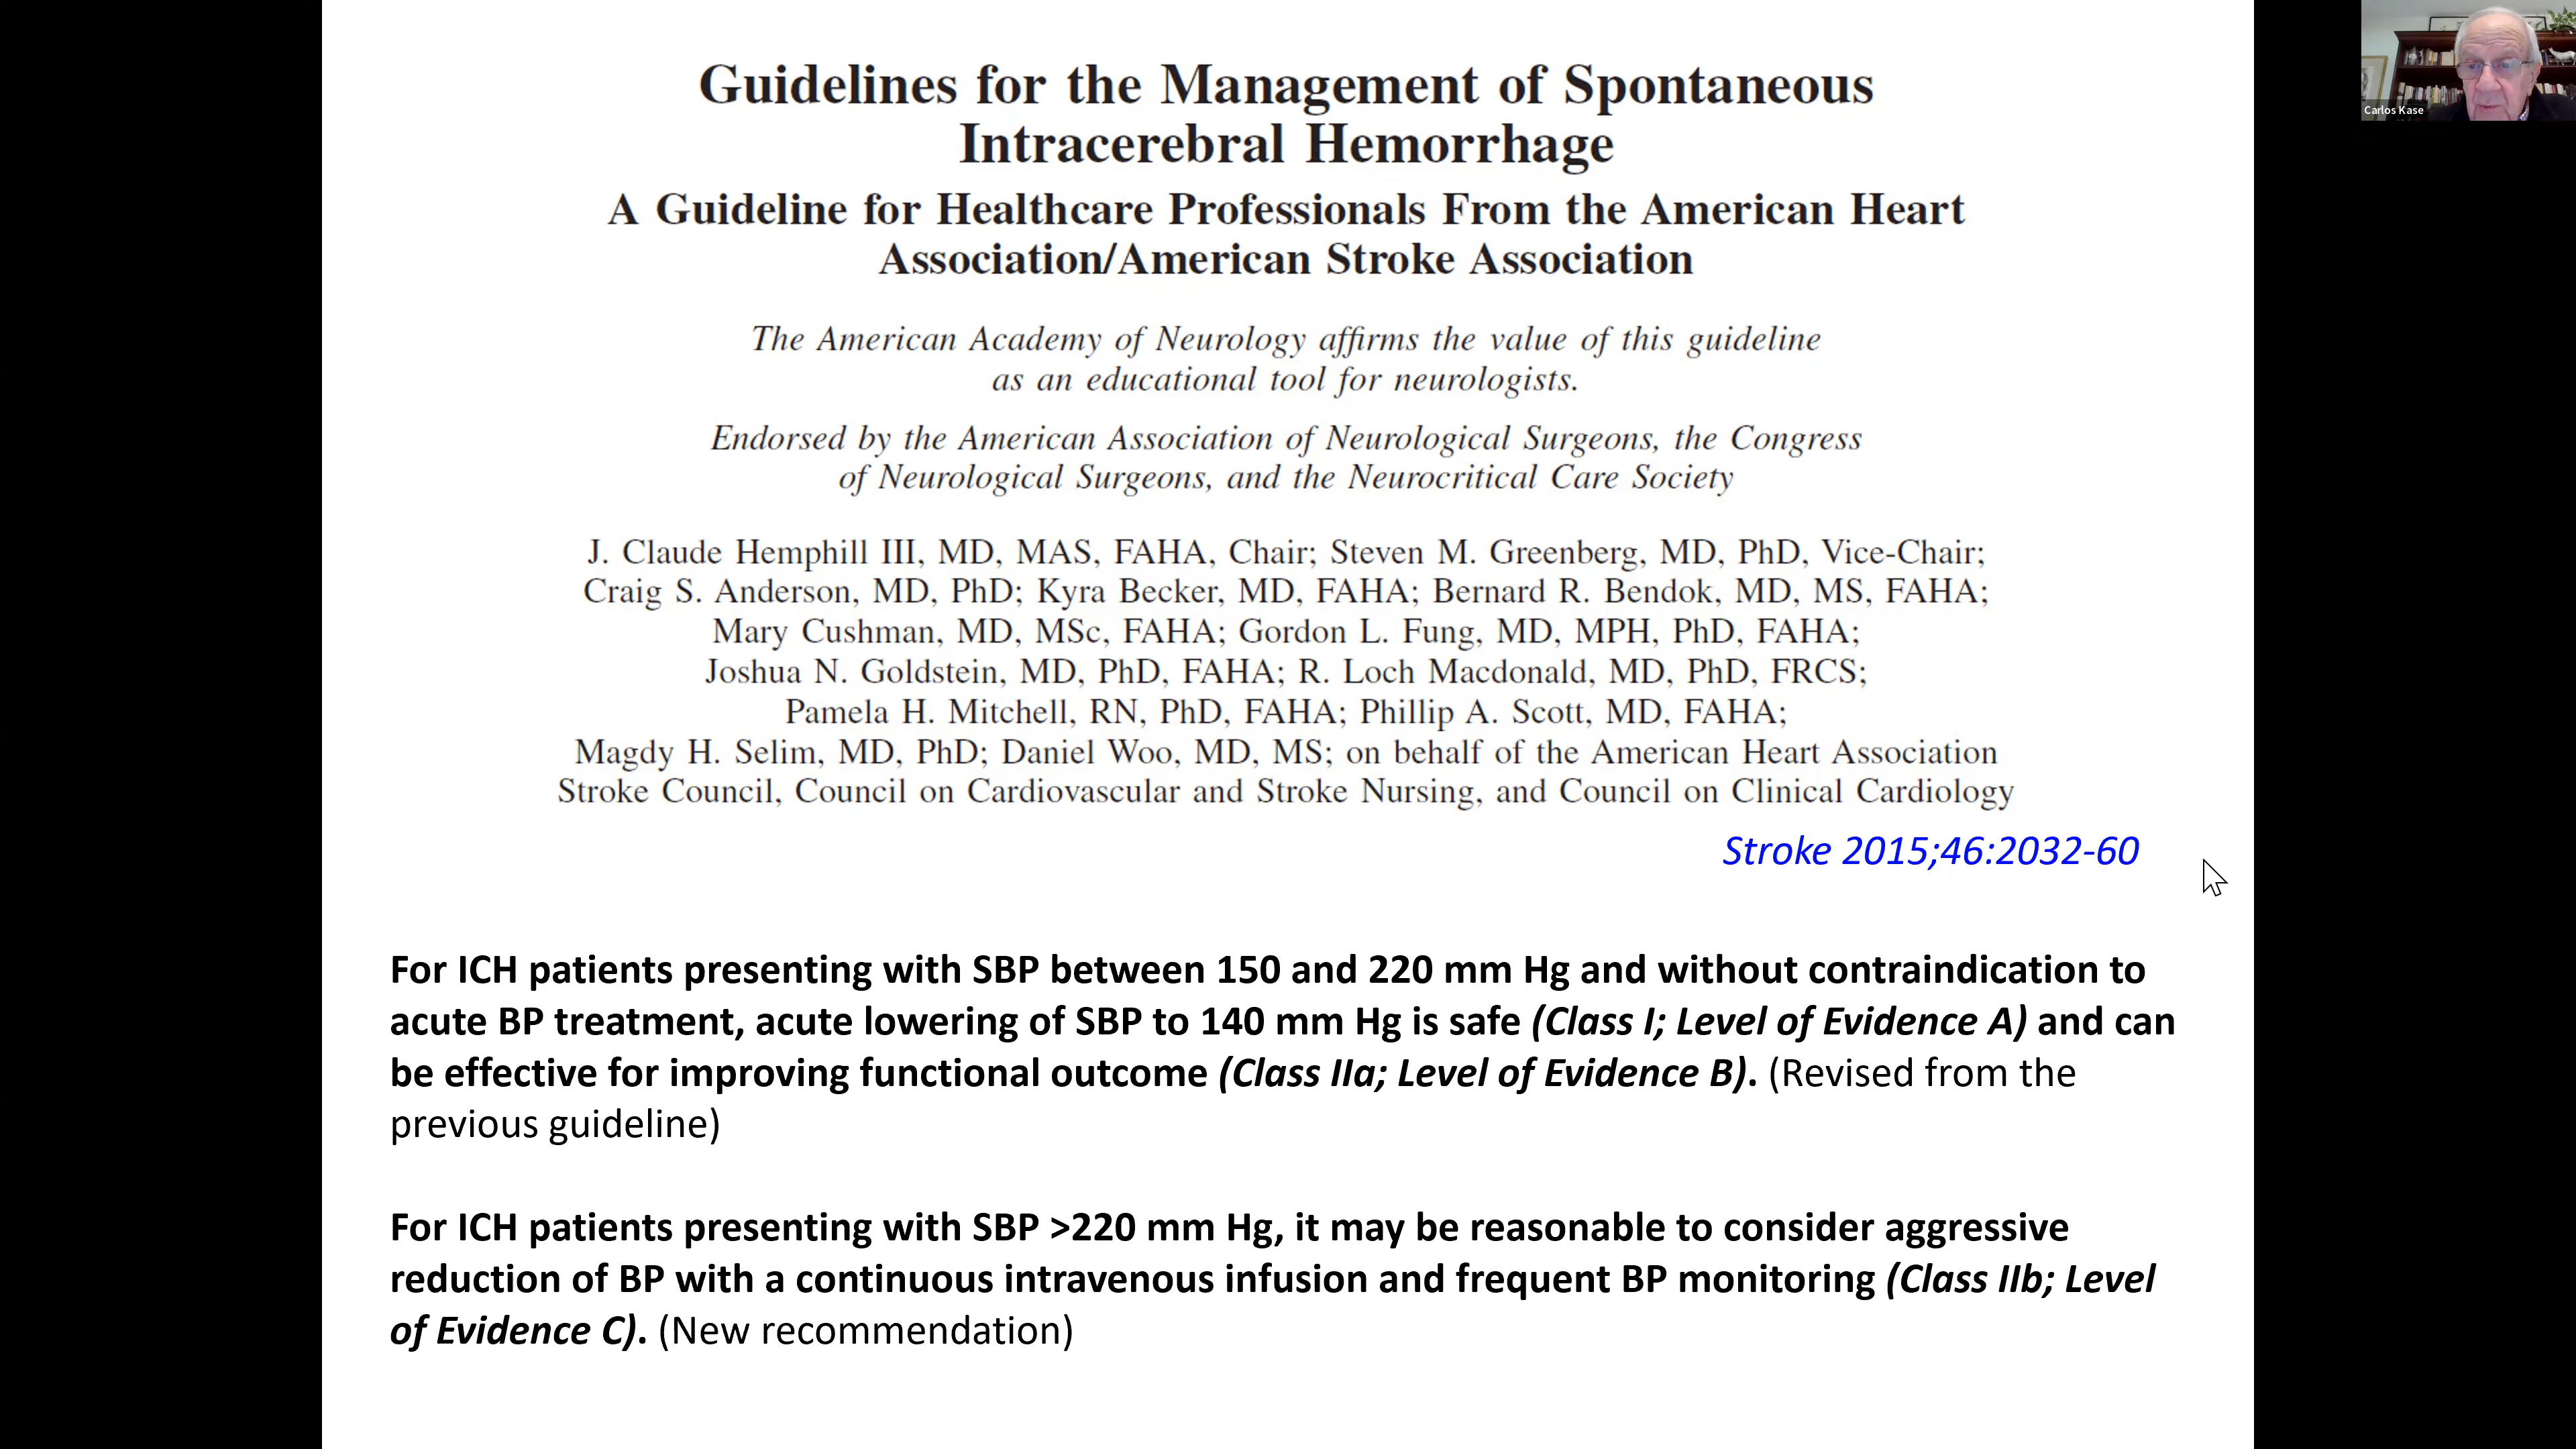 Guidelines for the Management of Spontaneous
Intracerebral Hemorrhage
A Guideline for Healthcare Professionals From the American Heart
Association/American Stroke Association
The American Academy of Neurology affirms the value of this guideline
as an educational tool for neurologists.
Endorsed by the American Association of Neurological Surgeons, the Congress
of Neurological Surgeons, and the Neurocritical Care Society
J. Claude Hemphill III, MD, MAS, FAHA, Chair; Steven M. Greenberg, MD, PhD, Vice-Chair;
Craig S. Anderson, MD, PhD; Kyra Becker, MD, FAHA; Bernard R. Bendok, MD, MS, FAHA;
Mary Cushman, MD, MSc, FAHA; Gordon L. Fung, MD, MPH, PhD, FAHA;
Joshua N. Goldstein, MD, PhD, FAHA; R. Loch Macdonald, MD, PhD, FRCS;
Pamela H. Mitchell, RN, PhD, FAHA; Phillip A. Scott, MD, FAHA;
Magdy H. Selim, MD, PhD; Daniel Woo, MD, MS; on behalf of the American Heart Association
Stroke Council, Council on Cardiovascular and Stroke Nursing, and Council on Clinical Cardiology
Stroke 2015;46:2032-60
For ICH patients presenting with SBP between 150 and 220 mm Hg and without contraindication to
acute BP treatment, acute lowering of SBP to 140 mm Hg is safe (Class I; Level of Evidence A) and can
be effective for improving functional outcome (Class IIa; Level of Evidence B). (Revised from the
previous guideline)
For ICH patients presenting with SBP >220 mm Hg, it may be reasonable to consider aggressive
reduction of BP with a continuous intravenous infusion and frequent BP monitoring (Class IIb; Level
of Evidence C). (New recommendation)
Carlos Kase